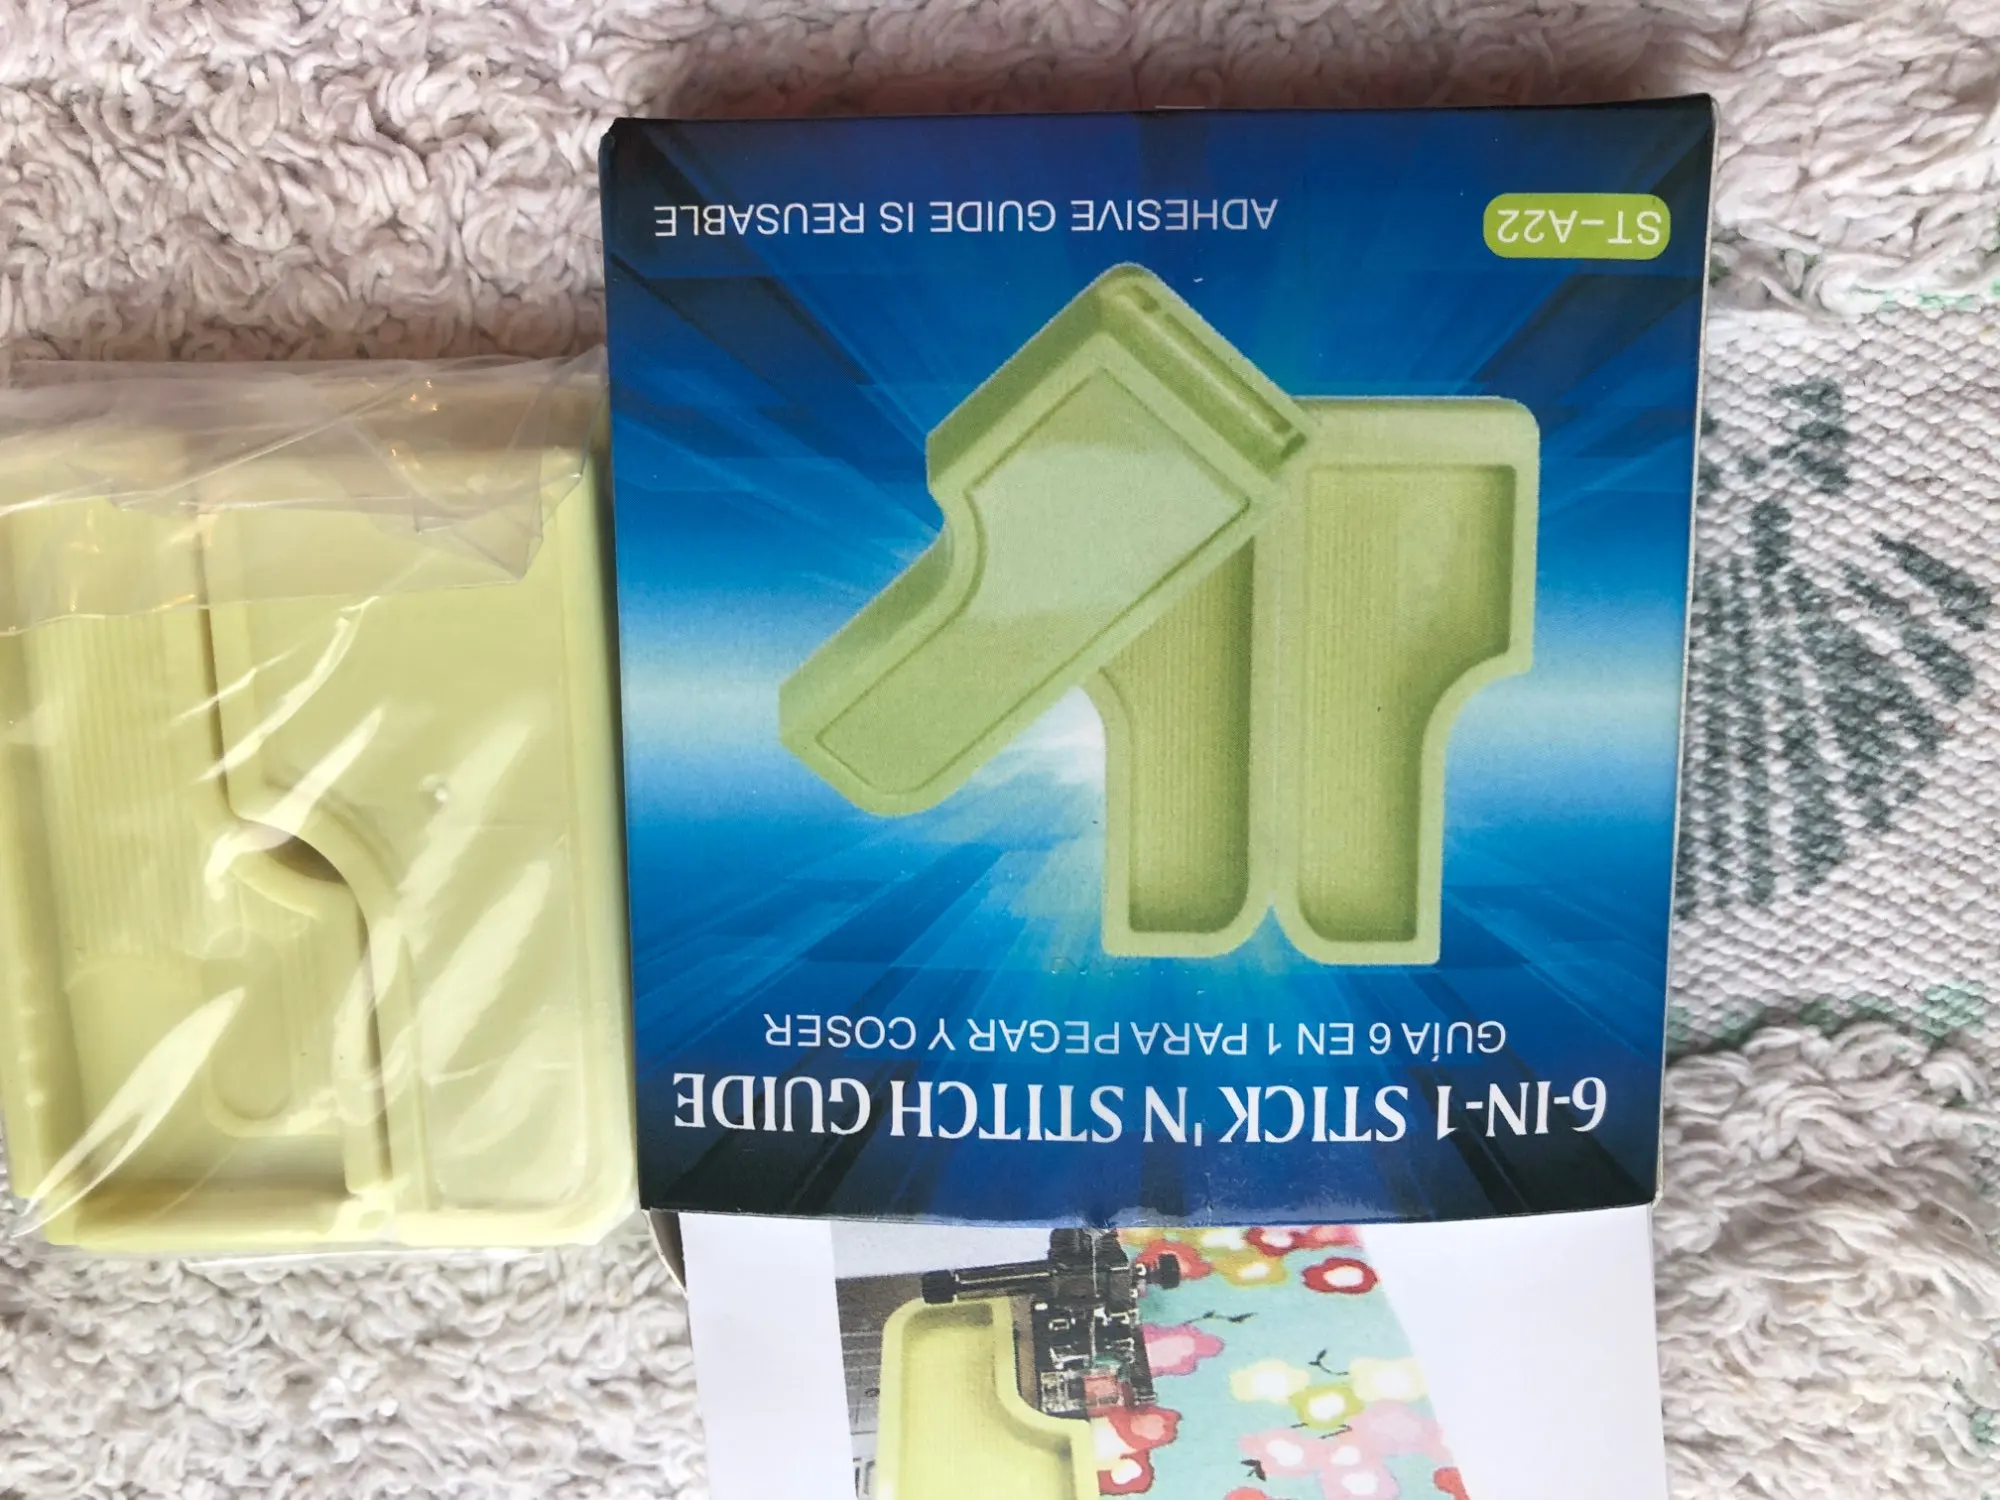 6-IN-1 STICK'N STITCH GUIDE
GUÍA 6 EN 1 PARA PEGAR Y COSER
ST-A22
ADHESIVE GUIDE IS REUSABLE